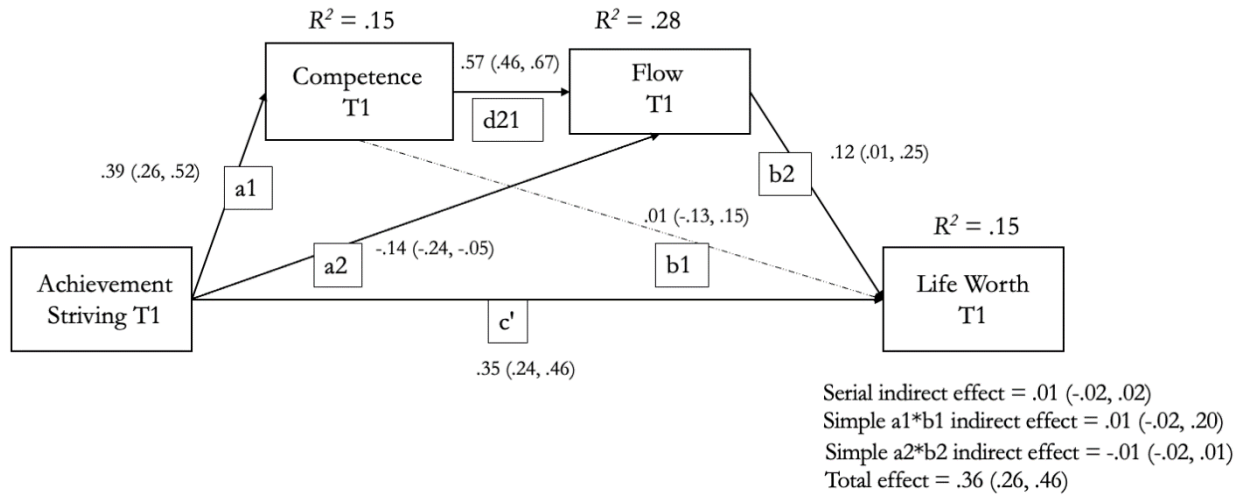 R² = .15
R² = .28
Competence
T1
.57 (.46, .67)
d21
Flow
T1
.39 (.26, .52)
a1
b2
.12 (.01, .25)
a2
-.14 (-.24, -.05)
.01 (-.13, .15)
b1
R² = .15
Achievement
Striving T1
c'
.35 (.24, .46)
Life Worth
T1
Serial indirect effect = .01 (-.02, .02)
Simple a1*b1 indirect effect = .01 (-.02, .20)
Simple a2*b2 indirect effect = -.01 (-.02, .01)
Total effect = .36 (.26, .46)